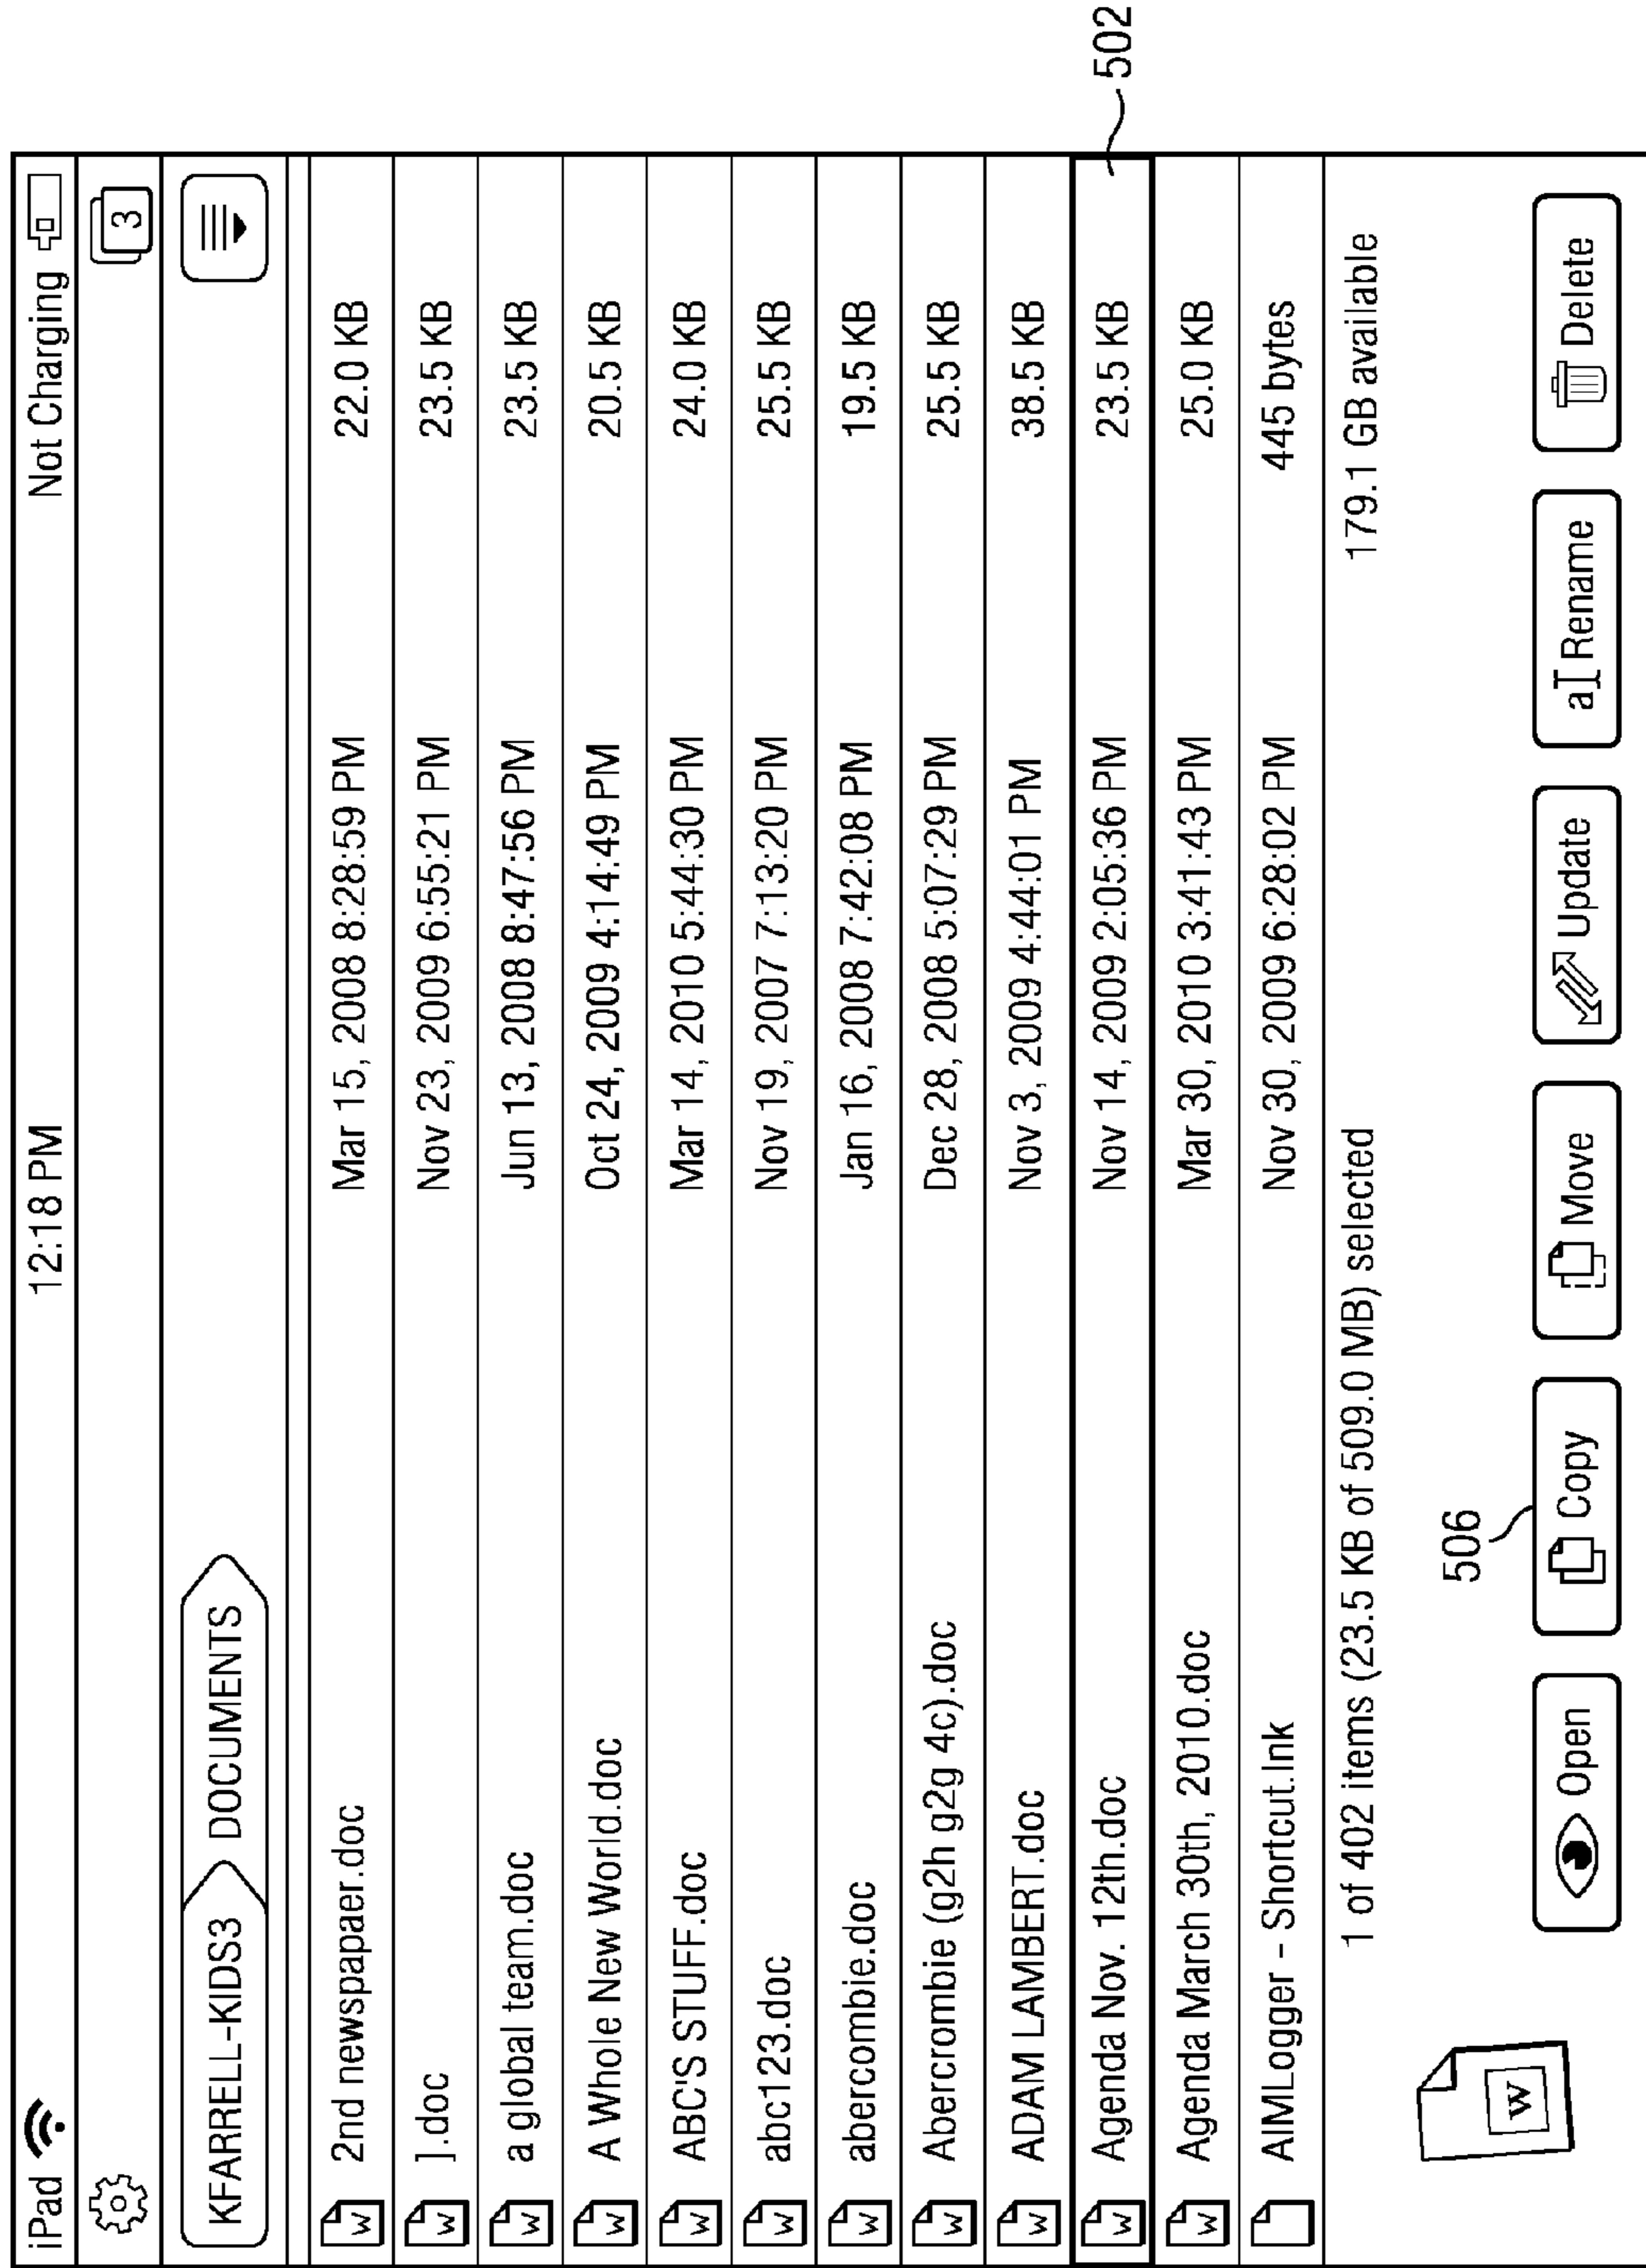 iPad 12:18 PM Not Charging
3
KFARRELL-KIDS3 DOCUMENTS
W 2nd newspapaer.doc Mar 15, 2008 8:28:59 PM 22.0 KB
W ].doc Nov 23, 2009 6:55:21 PM 23.5 KB
W a global team.doc Jun 13, 2008 8:47:56 PM 23.5 KB
W A Whole New World.doc Oct 24, 2009 4:14:49 PM 20.5 KB
W ABC'S STUFF.doc Mar 14, 2010 5:44:30 PM 24.0 KB
W abc123.doc Nov 19, 2007 7:13:20 PM 25.5 KB
W abercombie.doc Jan 16, 2008 7:42:08 PM 19.5 KB
W Abercrombie (g2h g2g 4c).doc Dec 28, 2008 5:07:29 PM 25.5 KB
W ADAM LAMBERT.doc Nov 3, 2009 4:44:01 PM 38.5 KB
W Agenda Nov. 12th.doc Nov 14, 2009 2:05:36 PM 23.5 KB 502
W Agenda March 30th, 2010.doc Mar 30, 2010 3:41:43 PM 25.0 KB
AIMLogger - Shortcut.lnk Nov 30, 2009 6:28:02 PM 445 bytes
1 of 402 items (23.5 KB of 509.0 MB) selected 179.1 GB available
506
W Open Copy Move Update a Rename Delete